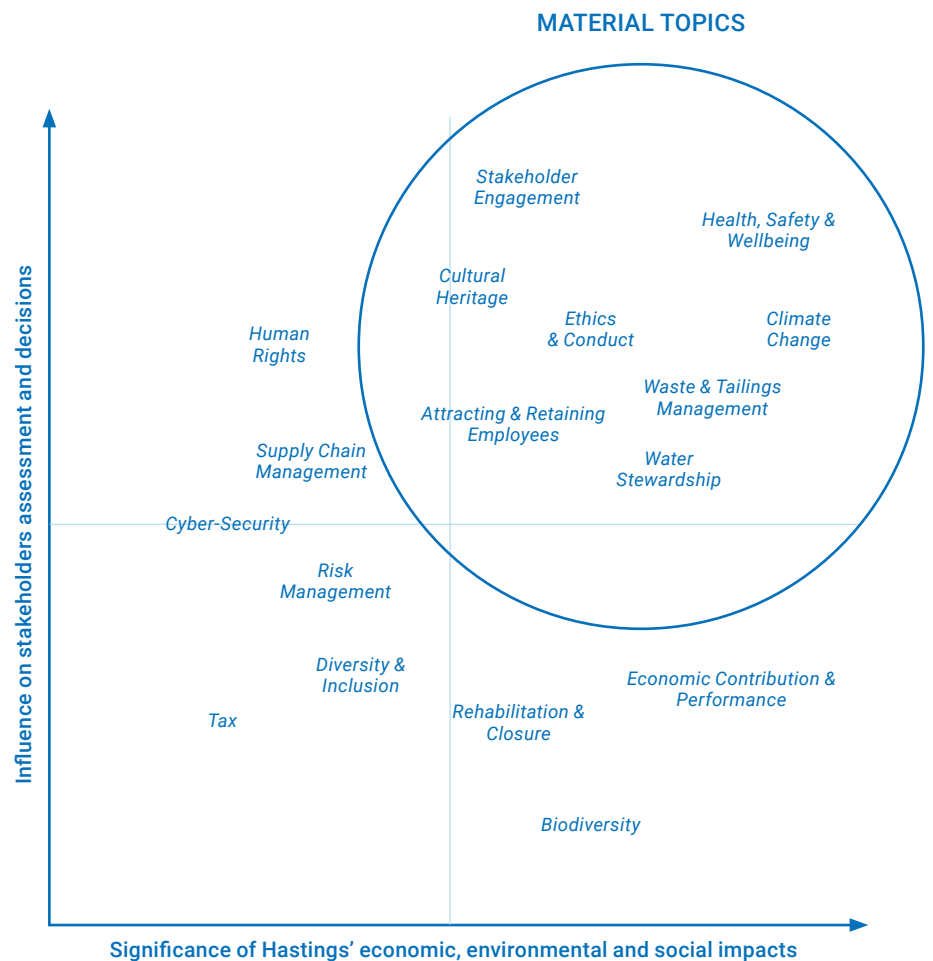 MATERIAL TOPICS
Influence on stakeholders assessment and decisions
Stakeholder
Engagement
Health, Safety &
Wellbeing
Cultural
Heritage
Ethics
& Conduct
Climate
Change
Human
Rights
Waste & Tailings
Management
Attracting & Retaining
Employees
Supply Chain
Management
Water
Stewardship
Cyber-Security
Risk
Management
Diversity &
Inclusion
Economic Contribution &
Performance
Tax
Rehabilitation &
Closure
Biodiversity
Significance of Hastings’ economic, environmental and social impacts